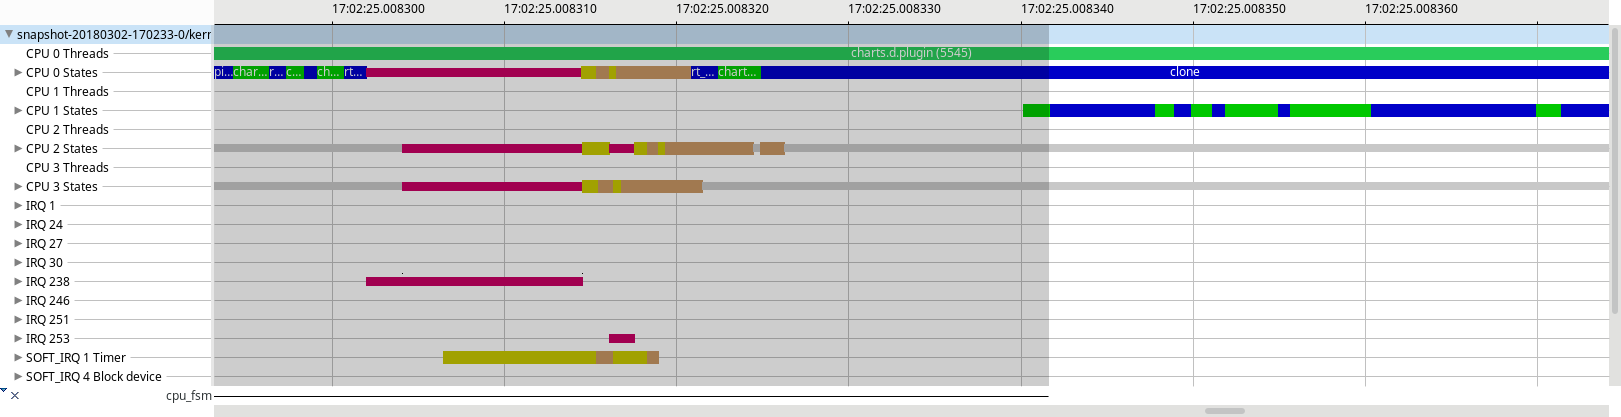 17:02:25.008300 17:02:25.008310 17:02:25.008320 17:02:25.008330 17:02:25.008340 17:02:25.008350 17:02:25.008360
snapshot-20180302-170233-0/kerr
CPU 0 Threads charts.d.plugin (5545)
CPU 0 States pi... char... r... c... ch... rt... rt_... chart... clone
CPU 1 Threads
CPU 1 States
CPU 2 Threads
CPU 2 States
CPU 3 Threads
CPU 3 States
IRQ 1
IRQ 24
IRQ 27
IRQ 30
IRQ 238
IRQ 246
IRQ 251
IRQ 253
SOFT_IRQ 1 Timer
SOFT_IRQ 4 Block device
cpu_fsm